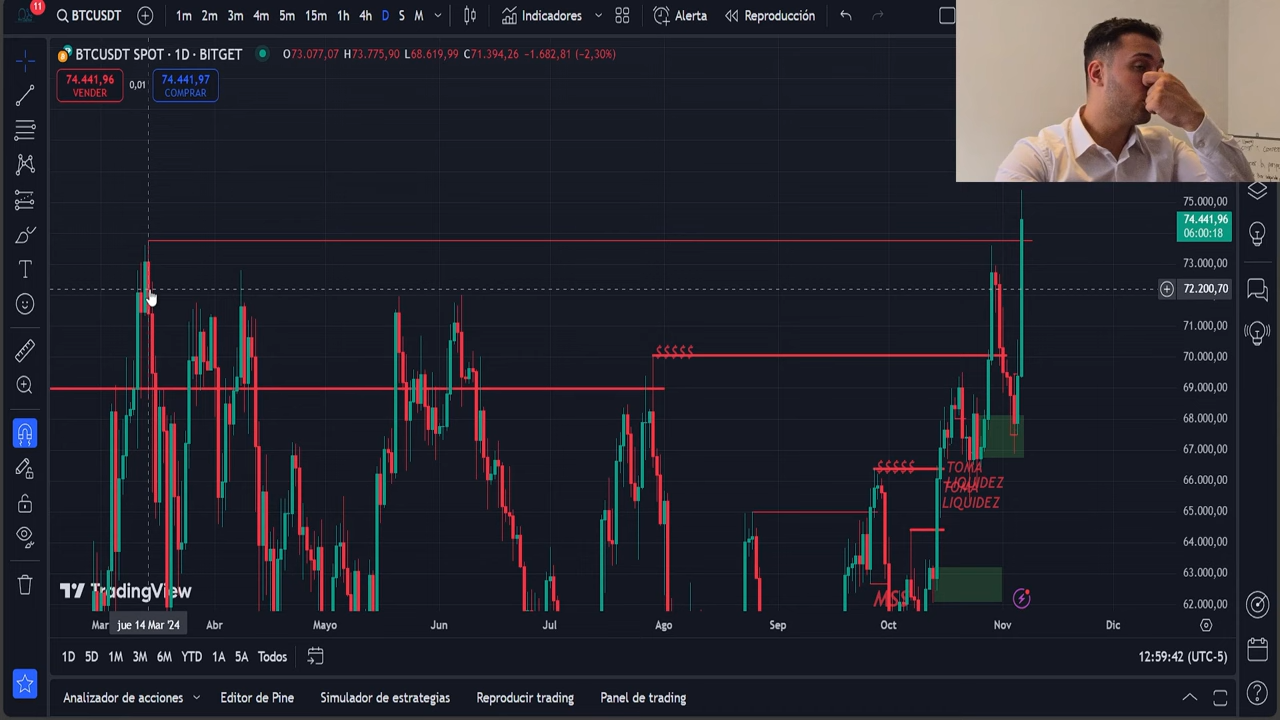 11
BTCUSDT
1m 2m 3m 4m 5m 15m 1h 4h D S M
Indicadores
Alerta
Reproducción
BTCUSDT SPOT · 1D · BITGET
O73.077,07 H73.775,90 L68.619,99 C71.394,26 −1.682,81 (−2,30%)
74.441,96
VENDER
0,01
74.441,97
COMPRAR
75.000,00
74.441,96
06:00:18
73.000,00
72.200,70
71.000,00
70.000,00
69.000,00
68.000,00
67.000,00
66.000,00
65.000,00
64.000,00
63.000,00
62.000,00
$$$$$
$$$$$
TOMA
LIQUIDEZ
TOMA
LIQUIDEZ
MSS
TradingView
Mar
jue 14 Mar '24
Abr
Mayo
Jun
Jul
Ago
Sep
Oct
Nov
Dic
1D 5D 1M 3M 6M YTD 1A 5A Todos
12:59:42 (UTC-5)
Analizador de acciones
Editor de Pine
Simulador de estrategias
Reproducir trading
Panel de trading